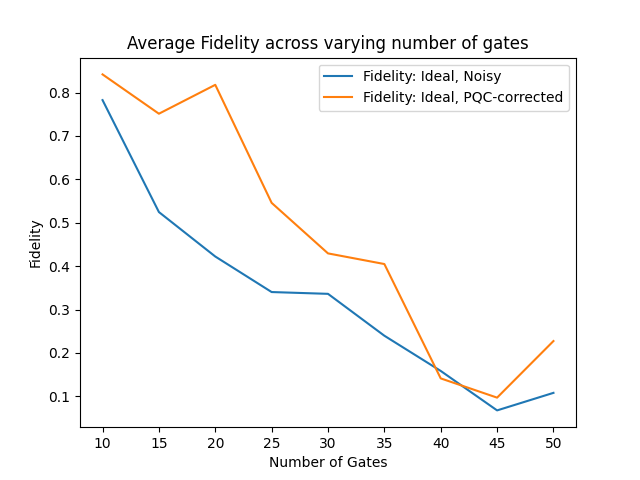 Average Fidelity across varying number of gates
Fidelity: Ideal, Noisy
Fidelity: Ideal, PQC-corrected
Fidelity
0.8
0.7
0.6
0.5
0.4
0.3
0.2
0.1
10 15 20 25 30 35 40 45 50
Number of Gates